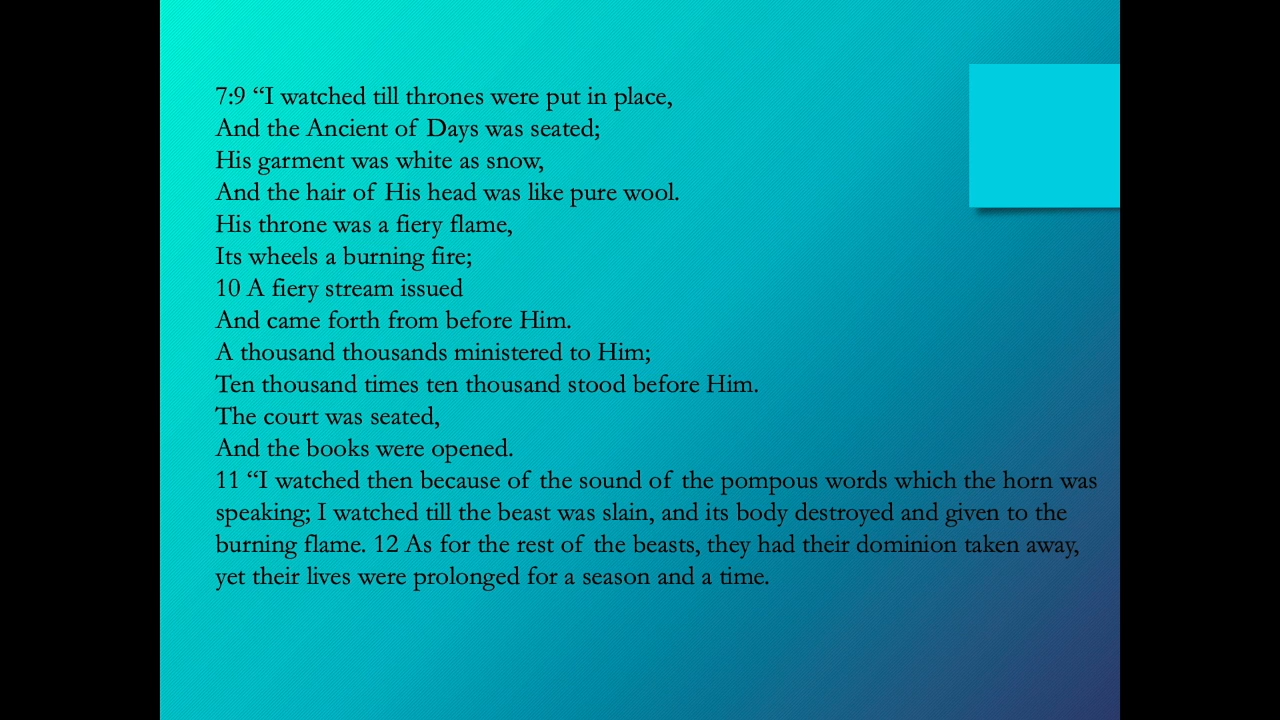 7:9 “I watched till thrones were put in place,
And the Ancient of Days was seated;
His garment was white as snow,
And the hair of His head was like pure wool.
His throne was a fiery flame,
Its wheels a burning fire;
10 A fiery stream issued
And came forth from before Him.
A thousand thousands ministered to Him;
Ten thousand times ten thousand stood before Him.
The court was seated,
And the books were opened.
11 “I watched then because of the sound of the pompous words which the horn was
speaking; I watched till the beast was slain, and its body destroyed and given to the
burning flame. 12 As for the rest of the beasts, they had their dominion taken away,
yet their lives were prolonged for a season and a time.